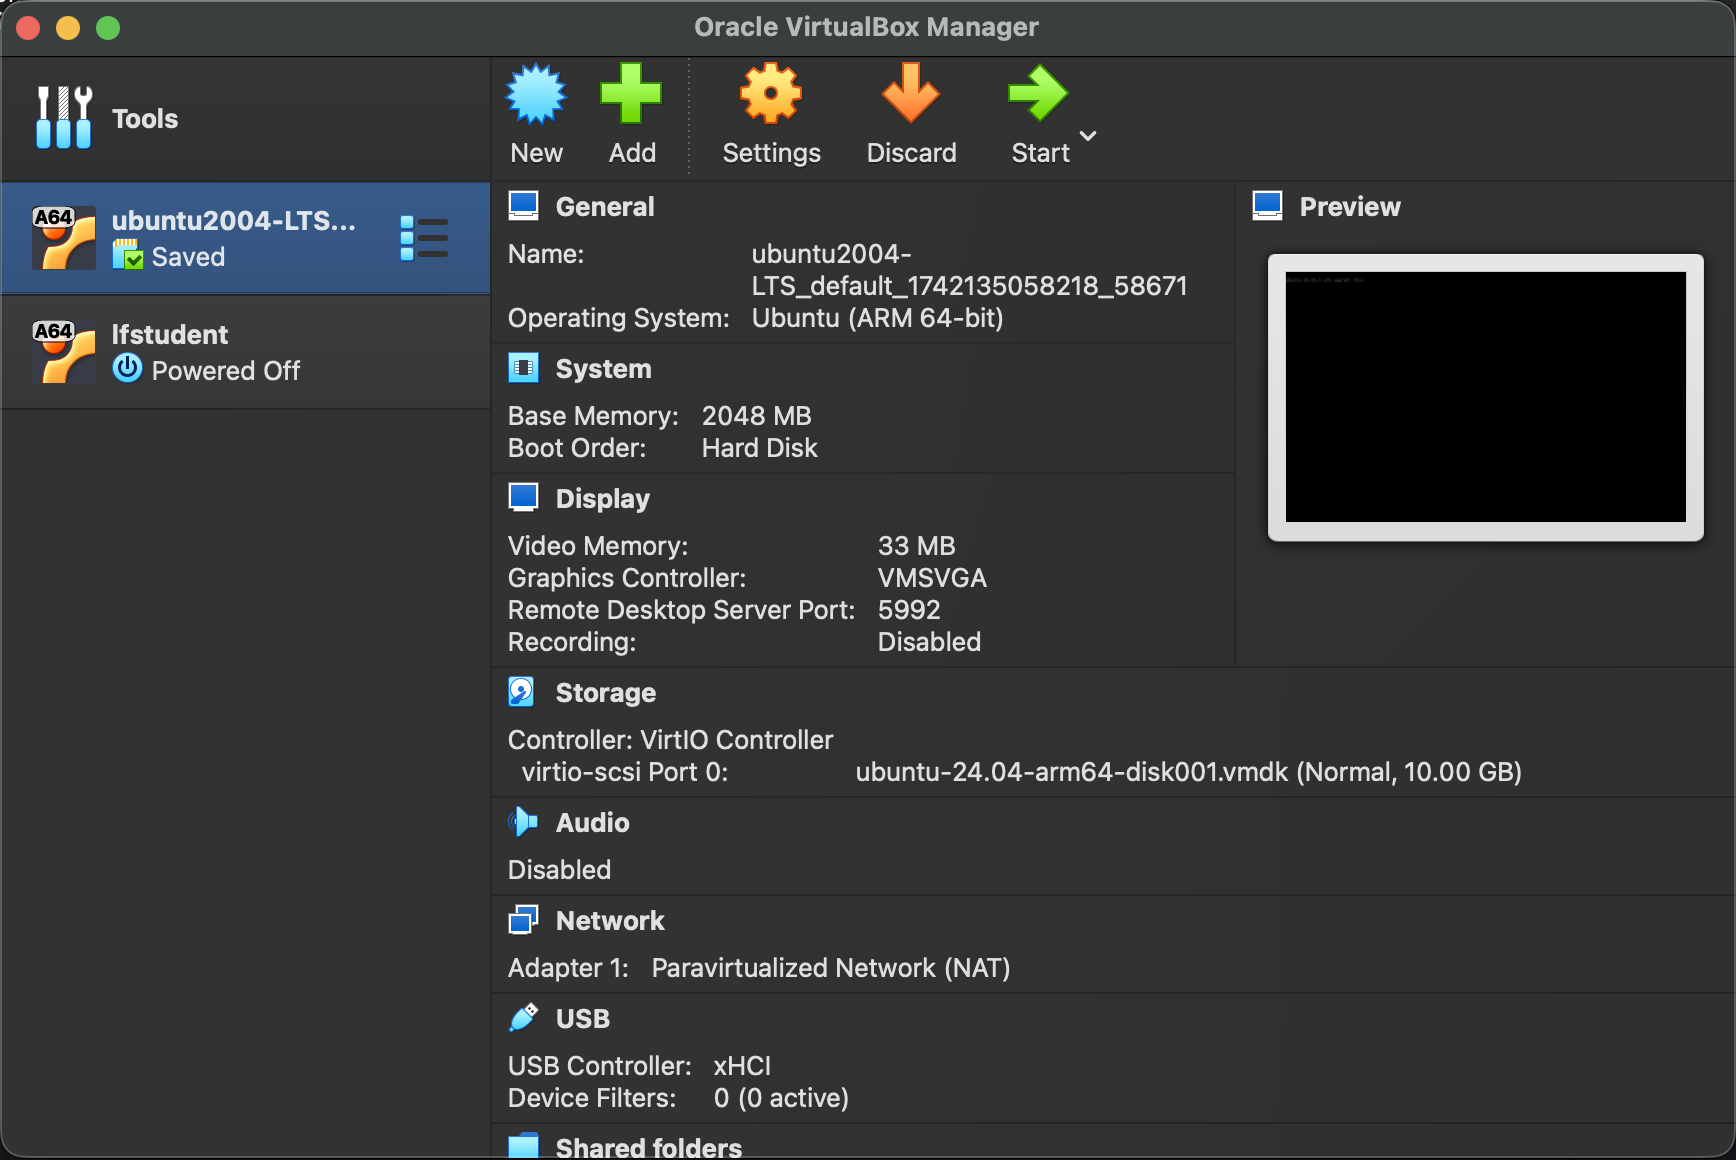 Oracle VirtualBox Manager
Tools
New
Add
Settings
Discard
Start
A64
ubuntu2004-LTS...
Saved
A64
lfstudent
Powered Off
General
Name:
ubuntu2004-
LTS_default_1742135058218_58671
Operating System: Ubuntu (ARM 64-bit)
Preview
System
Base Memory: 2048 MB
Boot Order: Hard Disk
Display
Video Memory: 33 MB
Graphics Controller: VMSVGA
Remote Desktop Server Port: 5992
Recording: Disabled
Storage
Controller: VirtIO Controller
virtio-scsi Port 0: ubuntu-24.04-arm64-disk001.vmdk (Normal, 10.00 GB)
Audio
Disabled
Network
Adapter 1: Paravirtualized Network (NAT)
USB
USB Controller: xHCI
Device Filters: 0 (0 active)
Shared folders